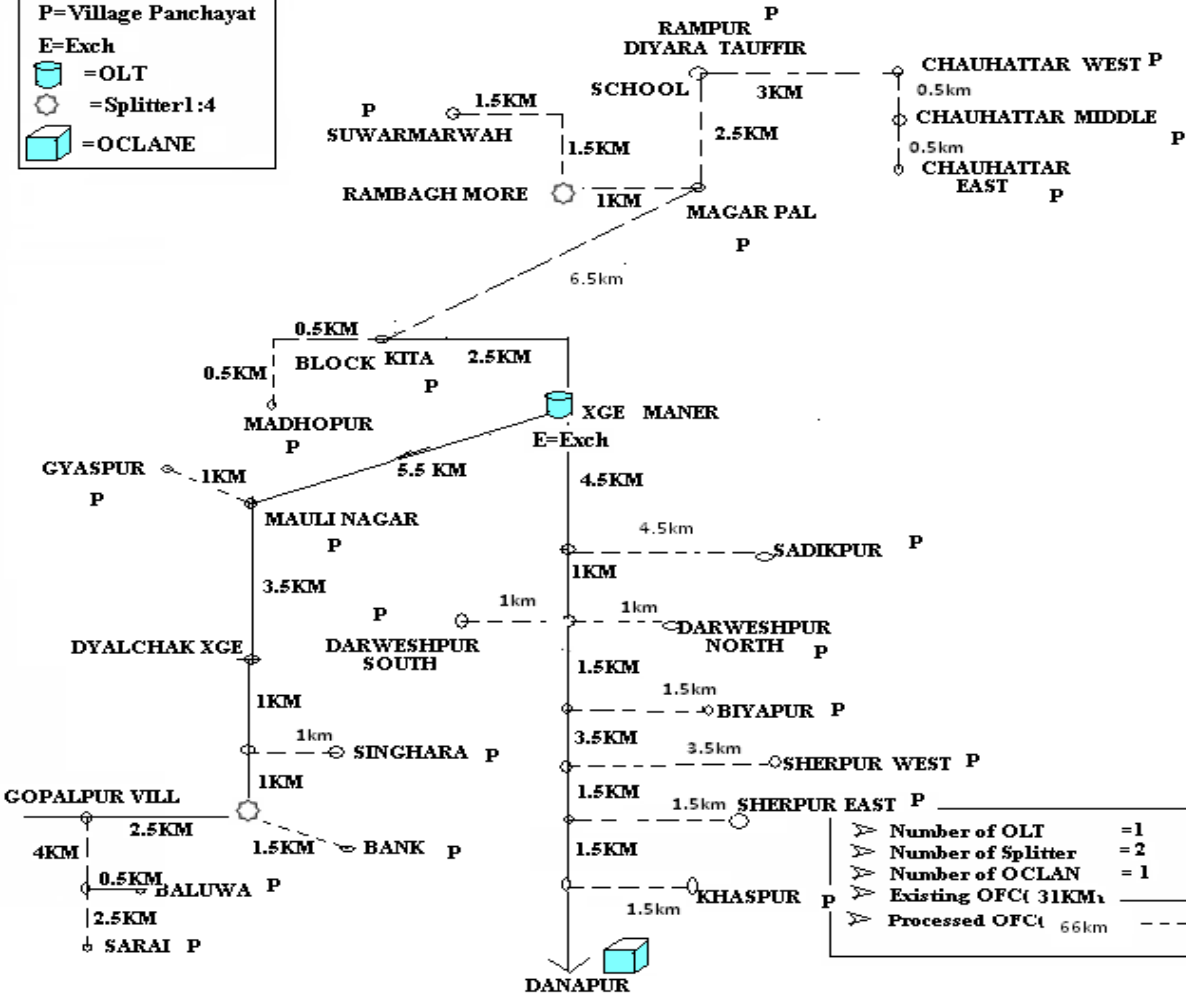 P=Village Panchayat
E=Exch
=OLT
=Splitter1:4
=OCLANE
P
RAMPUR
DIYARA TAUFFIR
SCHOOL
3KM
CHAUHATTAR WEST P
0.5km
CHAUHATTAR MIDDLE
P
0.5km
CHAUHATTAR
EAST
P
2.5KM
P
1.5KM
SUWARMARWAH
1.5KM
RAMBAGH MORE
1KM
MAGAR PAL
P
6.5km
0.5KM
BLOCK KITA
2.5KM
P
0.5KM
MADHOPUR
P
XGE MANER
E=Exch
GYASPUR
1KM
P
5.5 KM
4.5KM
MAULI NAGAR
P
4.5km
SADIKPUR P
1KM
3.5KM
P
1km
1km
DARWESHPUR
SOUTH
DARWESHPUR
NORTH P
DYALCHAK XGE
1.5KM
1KM
1.5km
BIYAPUR P
3.5KM
1km
SINGHARA P
3.5km
SHERPUR WEST P
1KM
1.5KM
GOPALPUR VILL
2.5KM
1.5km
SHERPUR EAST P
4KM
1.5KM
BANK P
1.5KM
0.5KM
BALUWA P
KHASPUR P
1.5km
2.5KM
SARAI P
DANAPUR
Number of OLT =1
Number of Splitter = 2
Number of OCLAN = 1
Existing OFC( 31KM)
Processed OFC( 66km